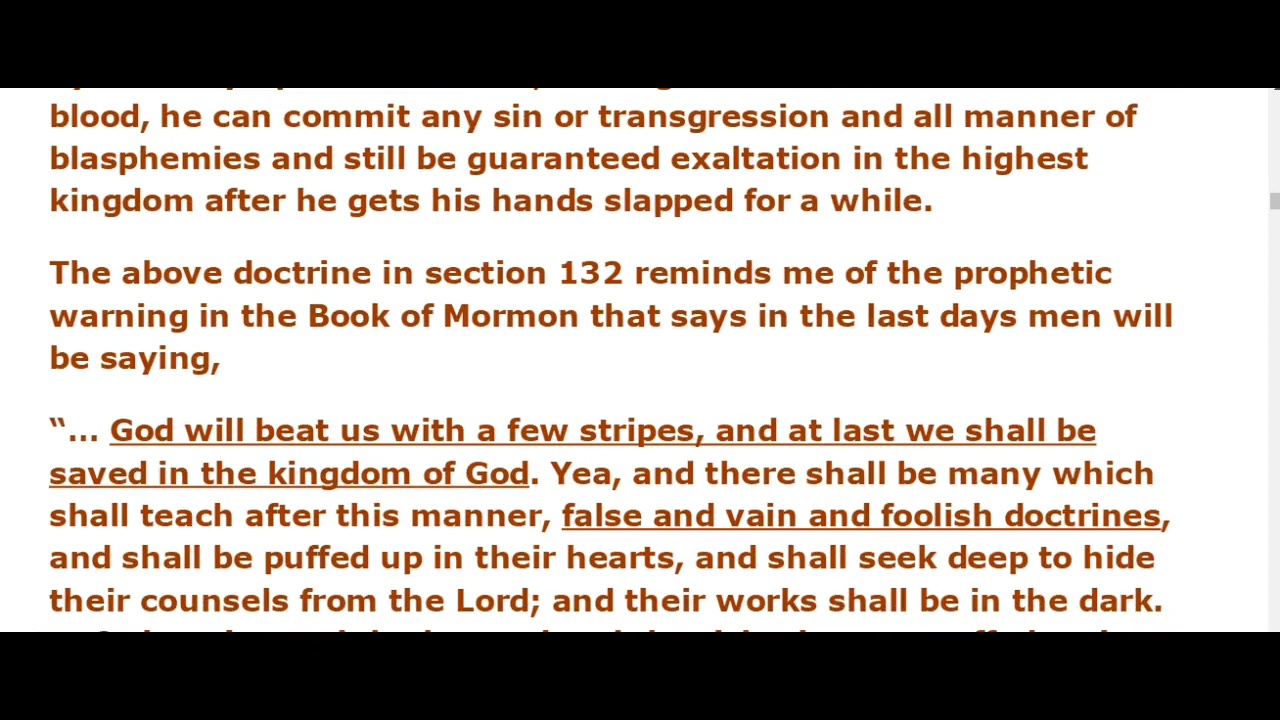 blood, he can commit any sin or transgression and all manner of
blasphemies and still be guaranteed exaltation in the highest
kingdom after he gets his hands slapped for a while.
The above doctrine in section 132 reminds me of the prophetic
warning in the Book of Mormon that says in the last days men will
be saying,
“... God will beat us with a few stripes, and at last we shall be
saved in the kingdom of God. Yea, and there shall be many which
shall teach after this manner, false and vain and foolish doctrines,
and shall be puffed up in their hearts, and shall seek deep to hide
their counsels from the Lord; and their works shall be in the dark.